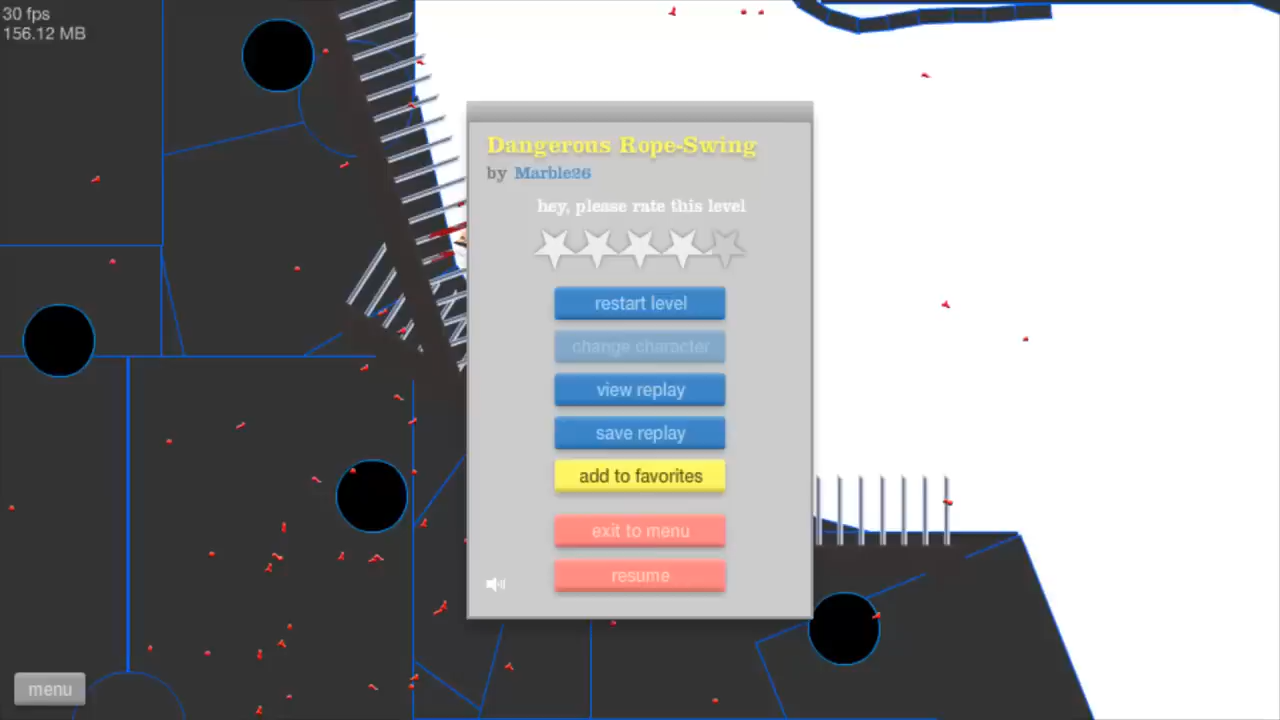 30 fps
156.12 MB
Dangerous Rope-Swing
by Marble26
hey, please rate this level
restart level
change character
view replay
save replay
add to favorites
exit to menu
resume
menu